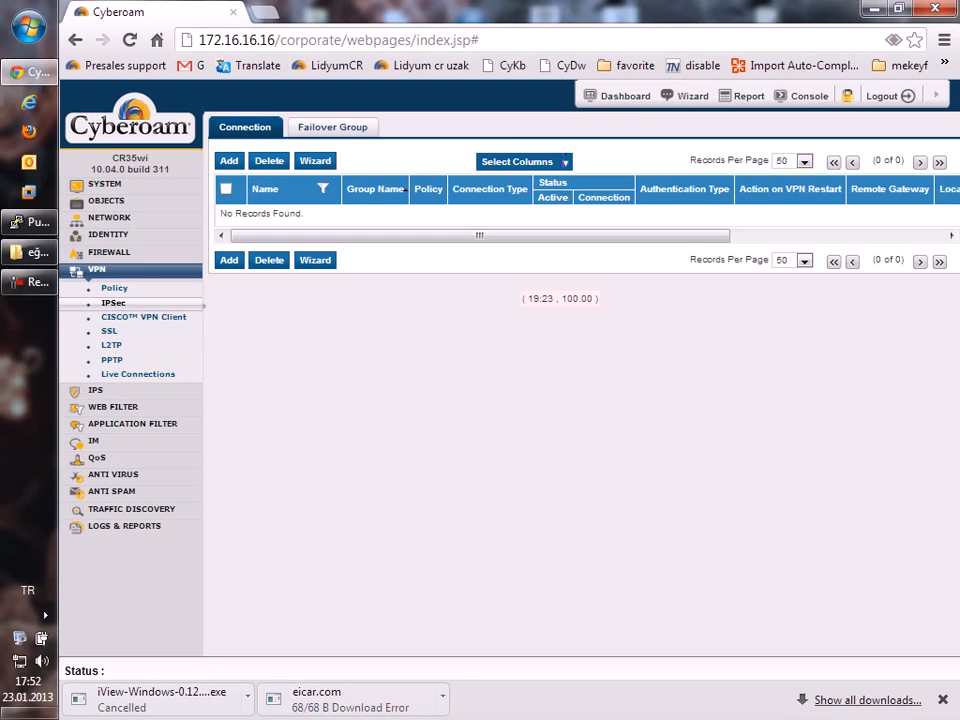 Cyberoam
172.16.16.16/corporate/webpages/index.jsp#
Presales support G Translate LidyumCR Lidyum cr uzak CyKb CyDw favorite disable Import Auto-Compl... mekeyf »
Dashboard Wizard Report Console Logout
Cyberoam
CR35wi
10.04.0 build 311
SYSTEM
OBJECTS
NETWORK
IDENTITY
FIREWALL
VPN
Policy
IPSec
CISCO™ VPN Client
SSL
L2TP
PPTP
Live Connections
IPS
WEB FILTER
APPLICATION FILTER
IM
QoS
ANTI VIRUS
ANTI SPAM
TRAFFIC DISCOVERY
LOGS & REPORTS
Connection Failover Group
Add Delete Wizard Select Columns Records Per Page 50 (0 of 0)
Name Group Name Policy Connection Type Status Authentication Type Action on VPN Restart Remote Gateway Loca
Active Connection
No Records Found.
Add Delete Wizard Records Per Page 50 (0 of 0)
( 19:23 , 100.00 )
Status :
iView-Windows-0.12....exe
Cancelled
eicar.com
68/68 B Download Error
Show all downloads...
Cy...
Pu...
eğ...
Re...
TR
17:52
23.01.2013